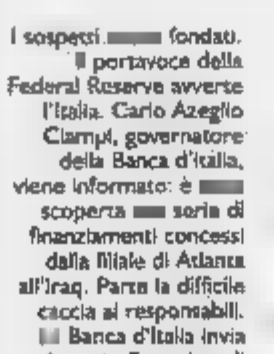 I sospetti fondati.
portavoce della
Federal Reserve avverte
l'Italia. Carlo Azeglio
Ciampi, governatore
della Banca d'Italia,
viene informato: è
scoperta seria di
finanziamenti concessi
dalla filiale di Atlanta
all'Iraq. Parte la difficile
caccia ai responsabili.
Banca d'Italia invia